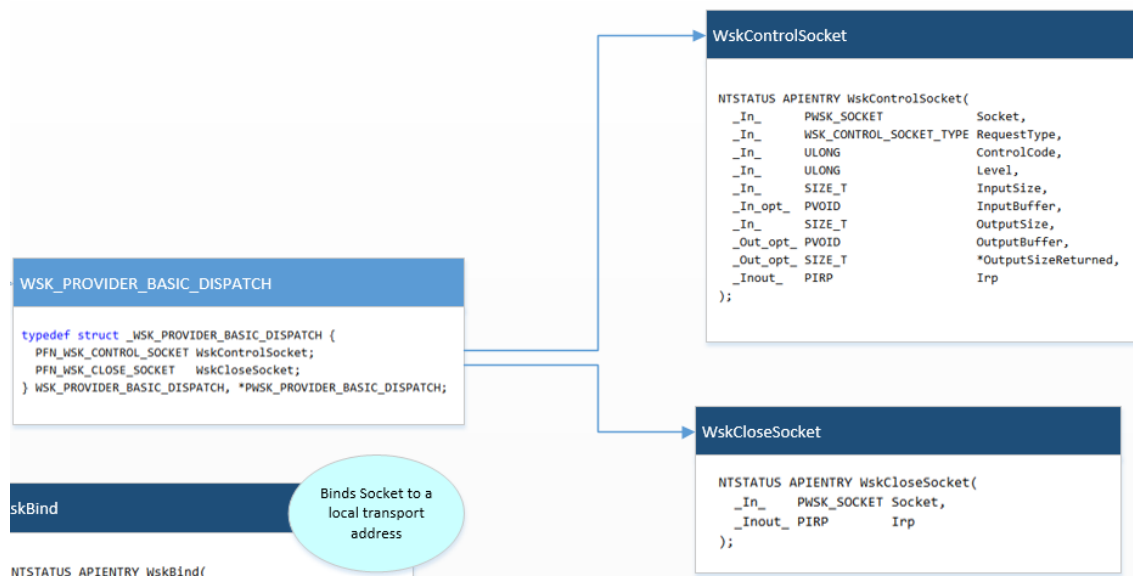 WskControlSocket
NTSTATUS APIENTRY WskControlSocket(
_In_ PWSK_SOCKET Socket,
_In_ WSK_CONTROL_SOCKET_TYPE RequestType,
_In_ ULONG ControlCode,
_In_ ULONG Level,
_In_ SIZE_T InputSize,
_In_opt_ PVOID InputBuffer,
_In_ SIZE_T OutputSize,
_Out_opt_ PVOID OutputBuffer,
_Out_opt_ SIZE_T *OutputSizeReturned,
_Inout_ PIRP Irp
);
WSK_PROVIDER_BASIC_DISPATCH
typedef struct _WSK_PROVIDER_BASIC_DISPATCH {
PFN_WSK_CONTROL_SOCKET WskControlSocket;
PFN_WSK_CLOSE_SOCKET WskCloseSocket;
} WSK_PROVIDER_BASIC_DISPATCH, *PWSK_PROVIDER_BASIC_DISPATCH;
WskCloseSocket
NTSTATUS APIENTRY WskCloseSocket(
_In_ PWSK_SOCKET Socket,
_Inout_ PIRP Irp
);
skBind
Binds Socket to a
local transport
address
NTSTATUS APIENTRY WskBind(